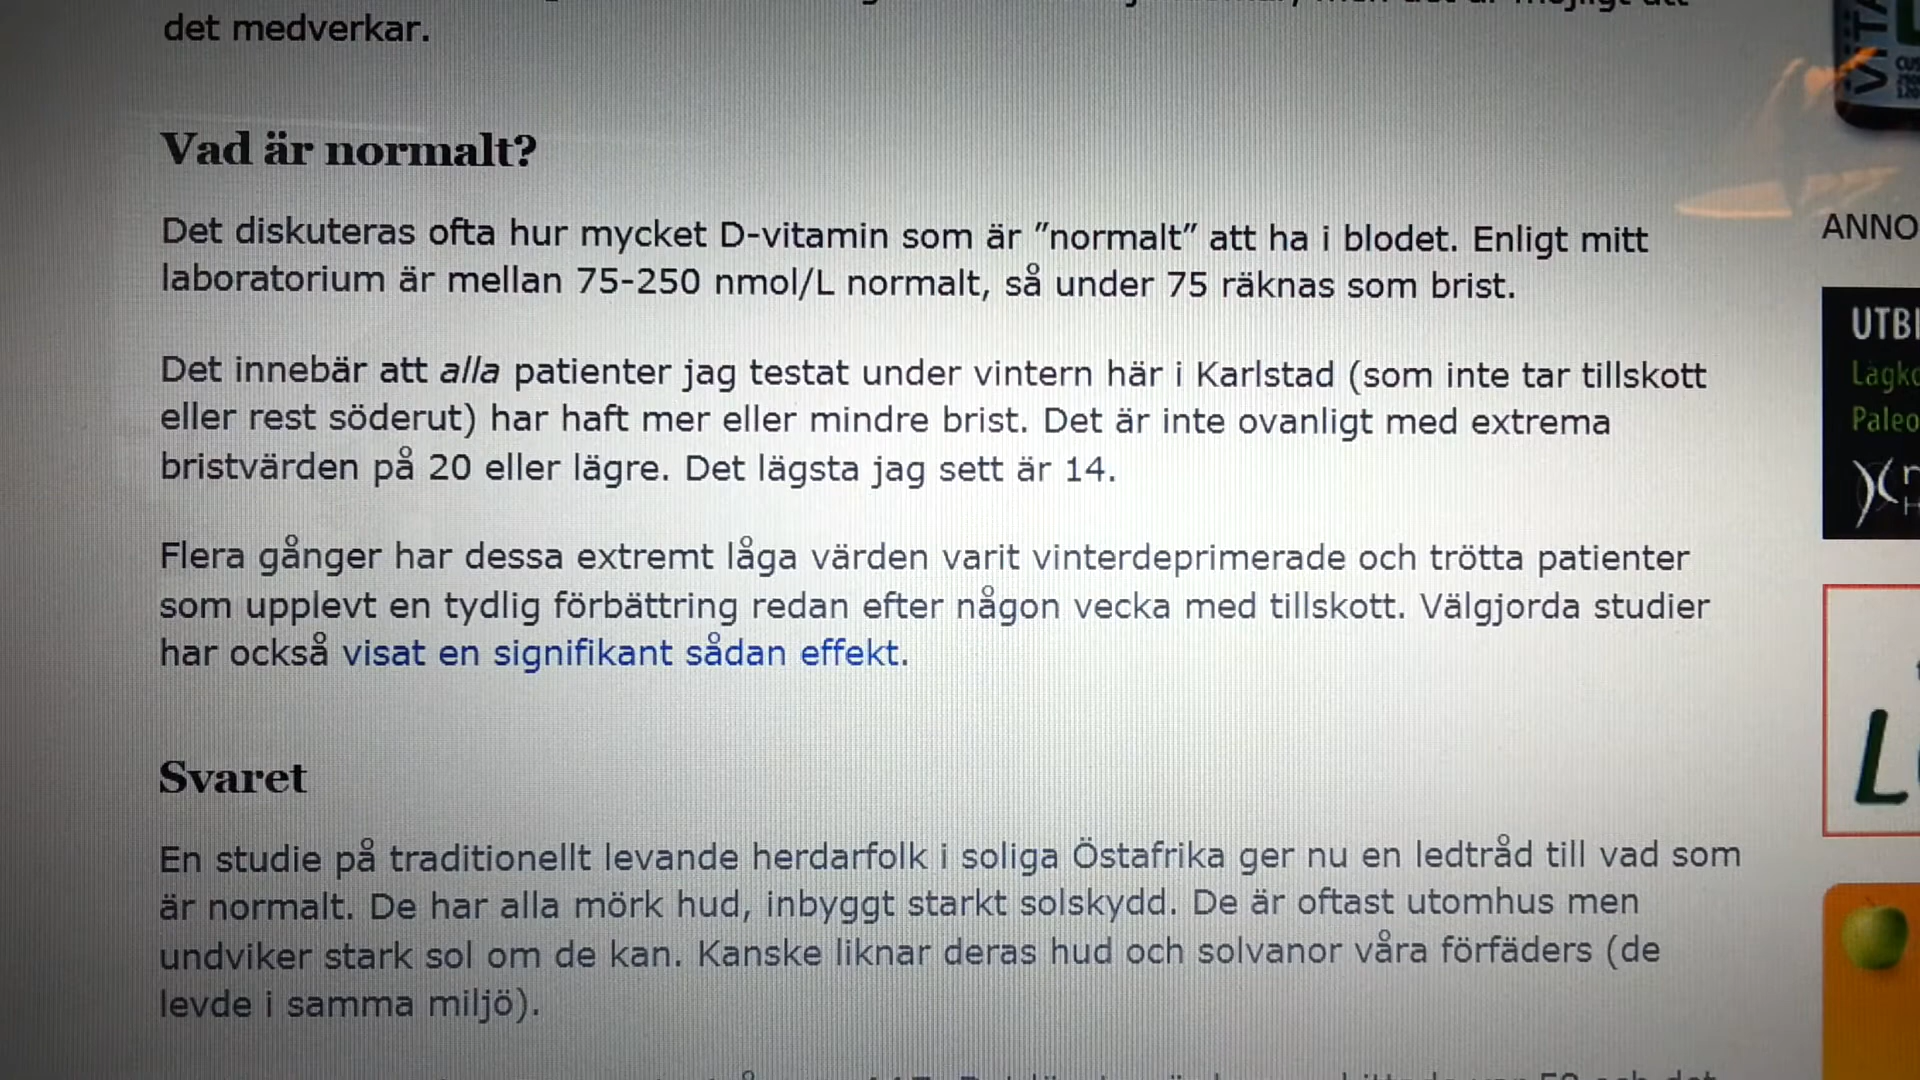 det medverkar.
Vad är normalt?
Det diskuteras ofta hur mycket D-vitamin som är ”normalt” att ha i blodet. Enligt mitt
laboratorium är mellan 75-250 nmol/L normalt, så under 75 räknas som brist.
Det innebär att alla patienter jag testat under vintern här i Karlstad (som inte tar tillskott
eller rest söderut) har haft mer eller mindre brist. Det är inte ovanligt med extrema
bristvärden på 20 eller lägre. Det lägsta jag sett är 14.
Flera gånger har dessa extremt låga värden varit vinterdeprimerade och trötta patienter
som upplevt en tydlig förbättring redan efter någon vecka med tillskott. Välgjorda studier
har också visat en signifikant sådan effekt.
Svaret
En studie på traditionellt levande herdarfolk i soliga Östafrika ger nu en ledtråd till vad som
är normalt. De har alla mörk hud, inbyggt starkt solskydd. De är oftast utomhus men
undviker stark sol om de kan. Kanske liknar deras hud och solvanor våra förfäders (de
levde i samma miljö).
ANNO
UTBI
Lågko
Paleo